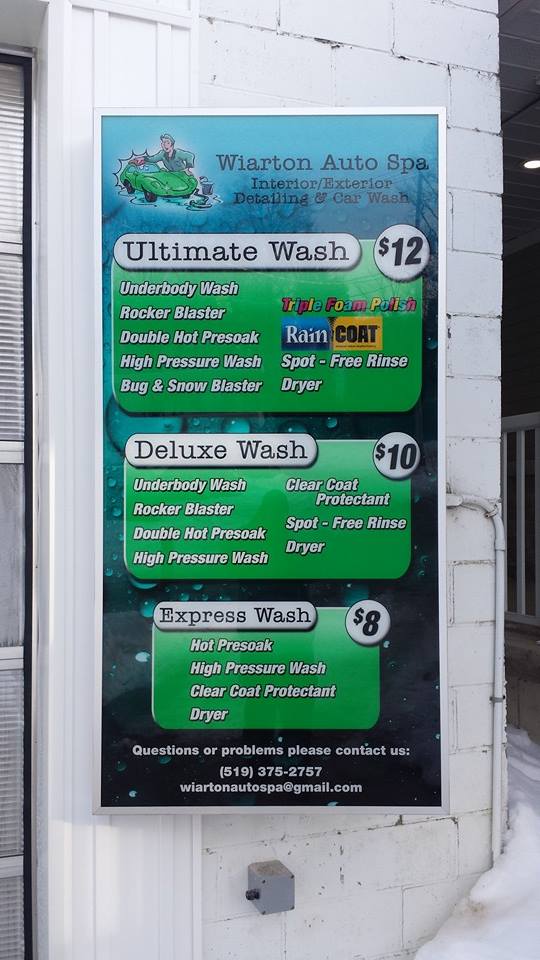 Wiarton Auto Spa
Interior/Exterior
Detailing & Car Wash
Ultimate Wash $12
Underbody Wash
Rocker Blaster
Double Hot Presoak
High Pressure Wash
Bug & Snow Blaster
Triple Foam Polish
Rain COAT
Spot - Free Rinse
Dryer
Deluxe Wash $10
Underbody Wash
Rocker Blaster
Double Hot Presoak
High Pressure Wash
Clear Coat
Protectant
Spot - Free Rinse
Dryer
Express Wash $8
Hot Presoak
High Pressure Wash
Clear Coat Protectant
Dryer
Questions or problems please contact us:
(519) 375-2757
wiartonautospa@gmail.com